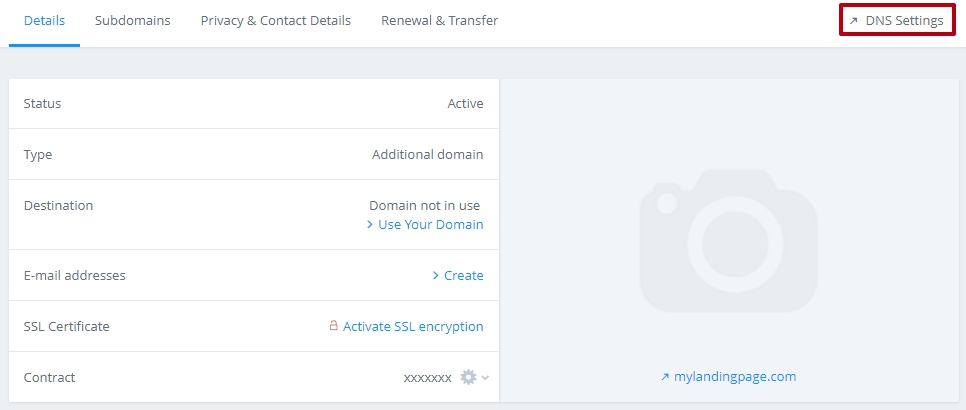 Details Subdomains Privacy & Contact Details Renewal & Transfer DNS Settings
Status Active
Type Additional domain
Destination Domain not in use
Use Your Domain
E-mail addresses Create
SSL Certificate Activate SSL encryption
Contract xxxxxxx
mylandingpage.com